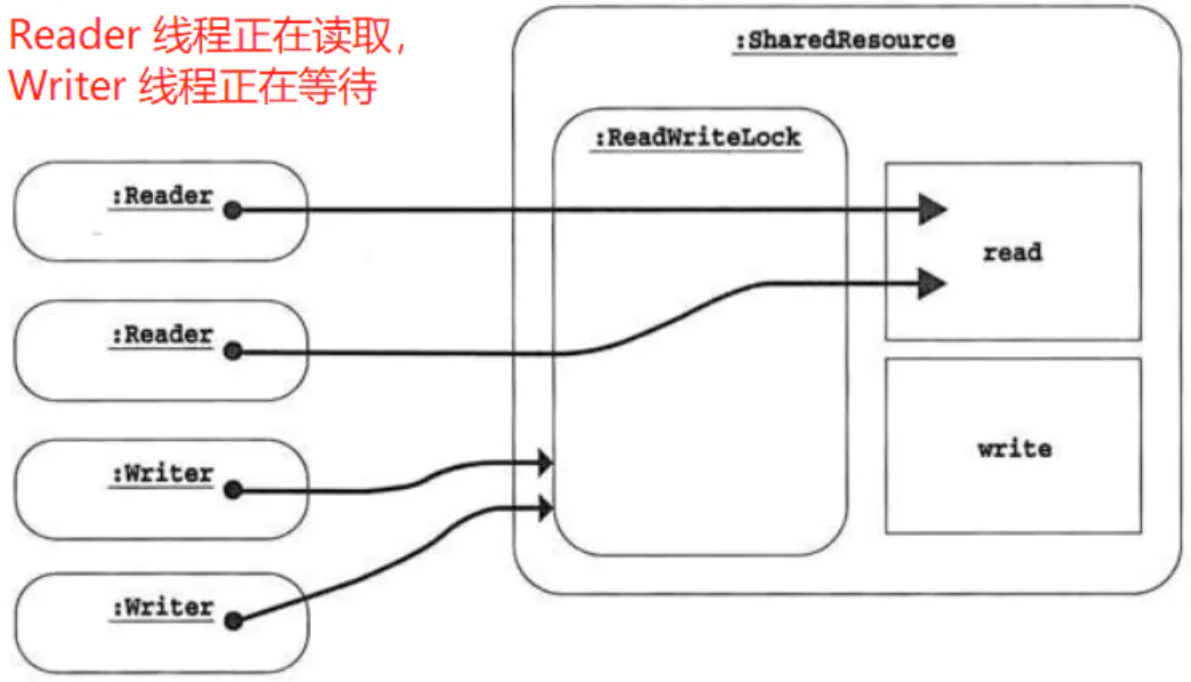 Reader 线程正在读取,
Writer 线程正在等待
:SharedResource
:ReadWriteLock
:Reader
read
:Reader
:Writer
write
:Writer